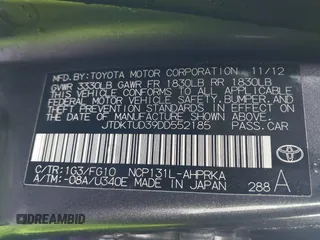 MFD. BY: TOYOTA MOTOR CORPORATION 11/12
GVWR 3330LB GAWR FR 1830LB RR 1830LB
THIS VEHICLE CONFORMS TO ALL APPLICABLE
FEDERAL MOTOR VEHICLE SAFETY, BUMPER, AND
THEFT PREVENTION STANDARDS IN EFFECT ON THE DATE
OF MANUFACTURE SHOWN ABOVE.
JTDKTUD39DD552185 PASS.CAR
C/TR: 1G3/FG10 NCP131L-AHPRKA
A/TM: -08A/U340E MADE IN JAPAN 288 A
TOYOTA
DREAMBID